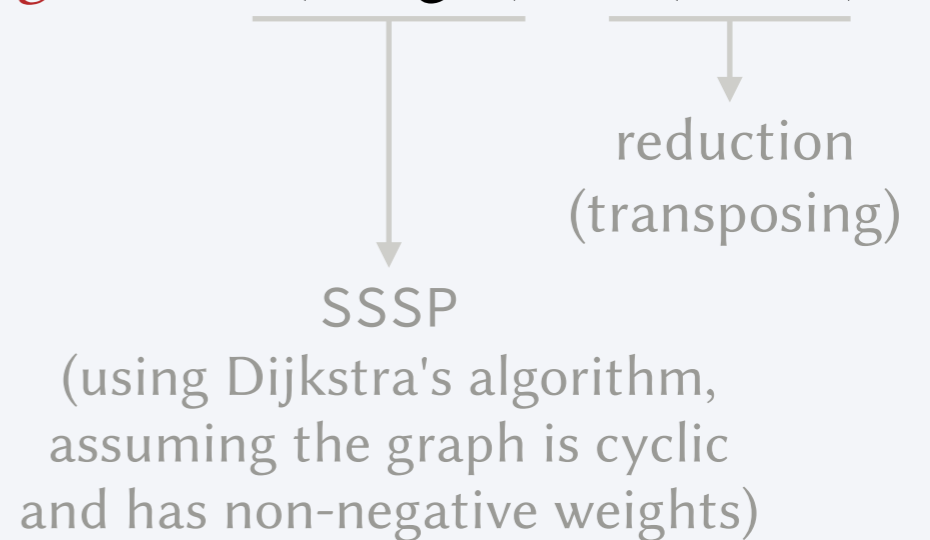 reduction
(transposing)
SSSP
(using Dijkstra's algorithm,
assuming the graph is cyclic
and has non-negative weights)